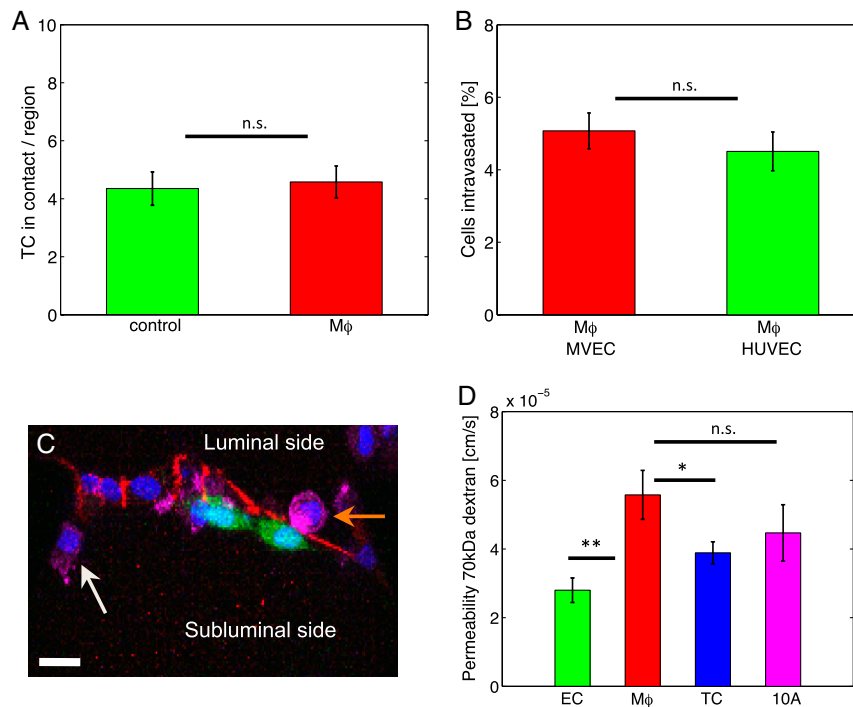 A
10
8
6
4
2
0
TC in contact / region
n.s.
control
Mϕ
B
8
6
4
2
0
Cells intravasated [%]
n.s.
Mϕ
MVEC
Mϕ
HUVEC
C
Luminal side
Subluminal side
D
x 10⁻⁵
8
6
4
2
0
Permeability 70kDa dextran [cm/s]
**
*
n.s.
EC
Mϕ
TC
10A